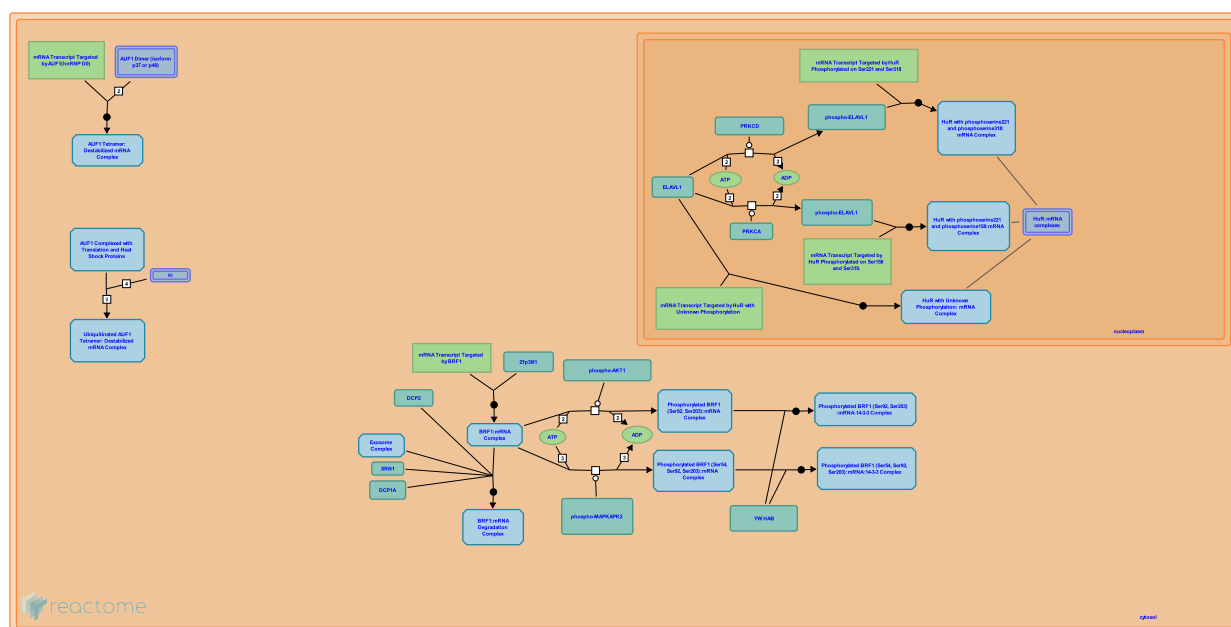 mRNA Transcript Targeted
by AUF1(hnRNP D0)
AUF1 Dimer (isoform
p37 or p40)
2
AUF1 Tetramer:
Destabilized mRNA
Complex
AUF1 Complexed with
Translation and Heat
Shock Proteins
4
Ubiquitinated AUF1
Tetramer: Destabilized
mRNA Complex
mRNA Transcript Targeted by HuR
Phosphorylated on Ser221 and Ser318
phospho-ELAVL1
HuR with phosphoserine221
and phosphoserine318:
mRNA Complex
PRKCD
2
2
ELAVL1
ATP
ADP
2
2
PRKCA
phospho-ELAVL1
HuR with phosphoserine221
and phosphoserine158:mRNA
Complex
HuR:mRNA
complexes
mRNA Transcript Targeted by
HuR Phosphorylated on Ser158
and Ser318.
mRNA Transcript Targeted by HuR with
Unknown Phosphorylation
HuR with Unknown
Phosphorylation: mRNA
Complex
nucleoplasm
mRNA Transcript Targeted
by BRF1
Zfp36l1
phospho-AKT1
DCP2
Exosome
Complex
XRN1
DCP1A
BRF1:mRNA
Complex
2
2
ATP
ADP
3
3
BRF1:mRNA
Degradation
Complex
phospho-MAPKAPK2
Phosphorylated BRF1
(Ser92, Ser203)::mRNA
Complex
Phosphorylated BRF1 (Ser54,
Ser92, Ser203)::mRNA
Complex
Phosphorylated BRF1 (Ser92, Ser203)
:mRNA:14-3-3 Complex
Phosphorylated BRF1 (Ser54, Ser92,
Ser203):mRNA:14-3-3 Complex
YWHAB
reactome
cytosol